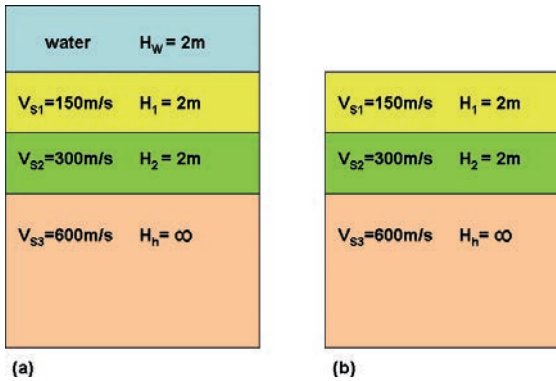 water H_W = 2m
V_S1=150m/s H_1 = 2m
V_S2=300m/s H_2 = 2m
V_S3=600m/s H_h= ∞
(a)
V_S1=150m/s H_1 = 2m
V_S2=300m/s H_2 = 2m
V_S3=600m/s H_h= ∞
(b)